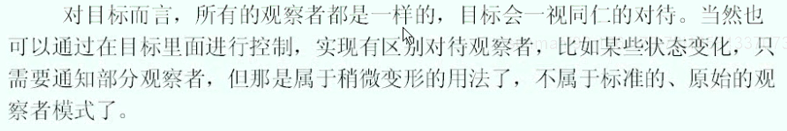 对目标而言，所有的观察者都是一样的，目标会一视同仁的对待。当然也
可以通过在目标里面进行控制，实现有区别对待观察者，比如某些状态变化，只
需要通知部分观察者，但那是属于稍微变形的用法了，不属于标准的、原始的观
察者模式了。